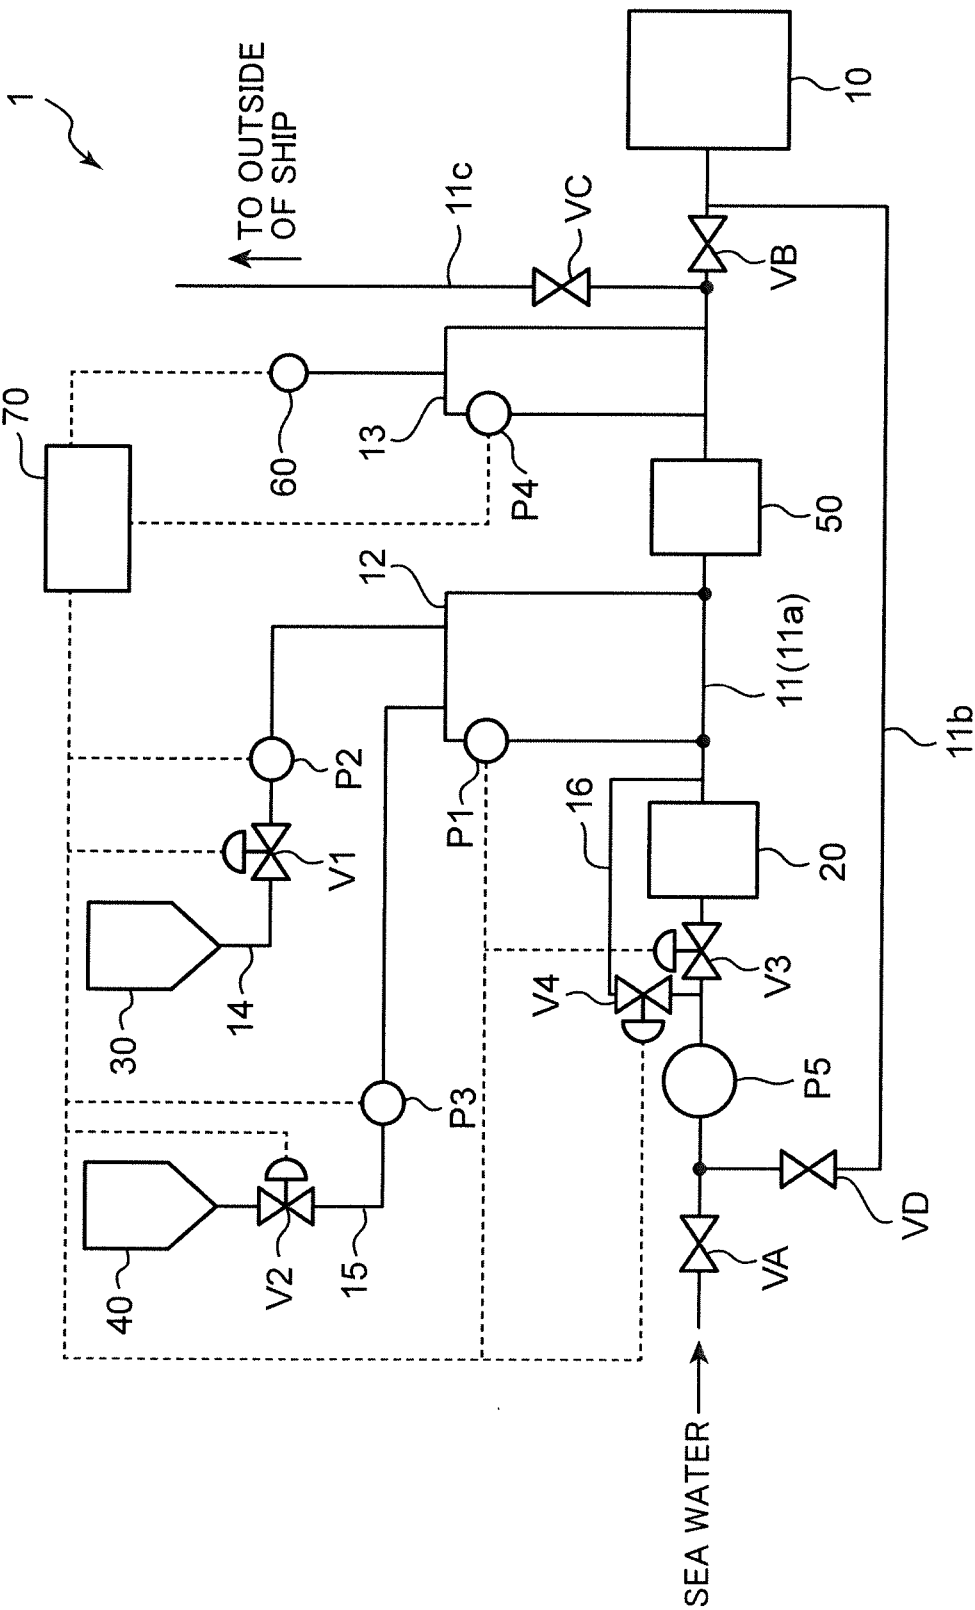 1
TO OUTSIDE
OF SHIP
70
60
13
P4
11c
VC
VB
10
50
12
11(11a)
11b
P2
V1
30
14
P1
16
20
V4
V3
P3
P5
40
V2
15
VA
VD
SEA WATER